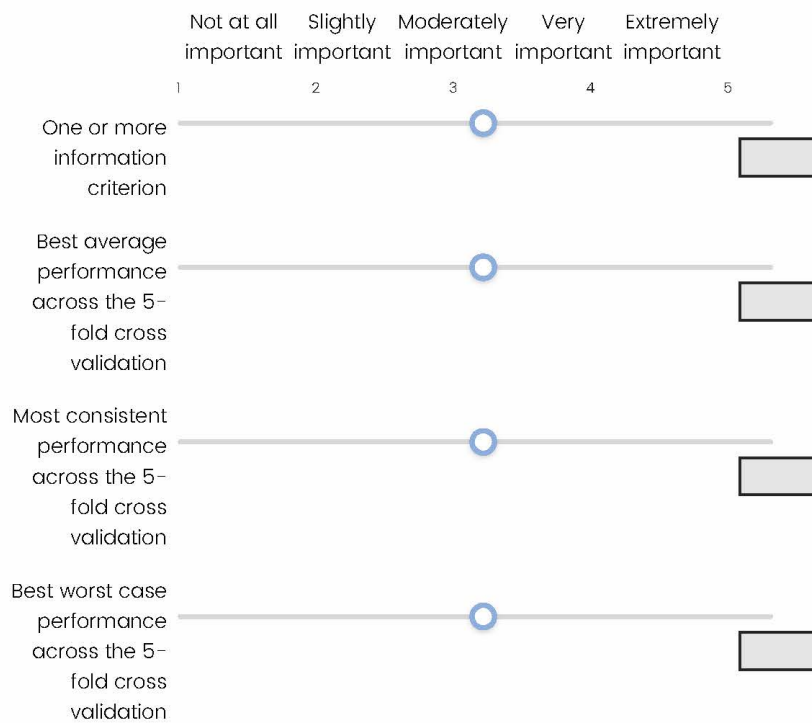 Not at all Slightly Moderately Very Extremely
important important important important important
1 2 3 4 5
One or more
information
criterion
Best average
performance
across the 5-
fold cross
validation
Most consistent
performance
across the 5-
fold cross
validation
Best worst case
performance
across the 5-
fold cross
validation